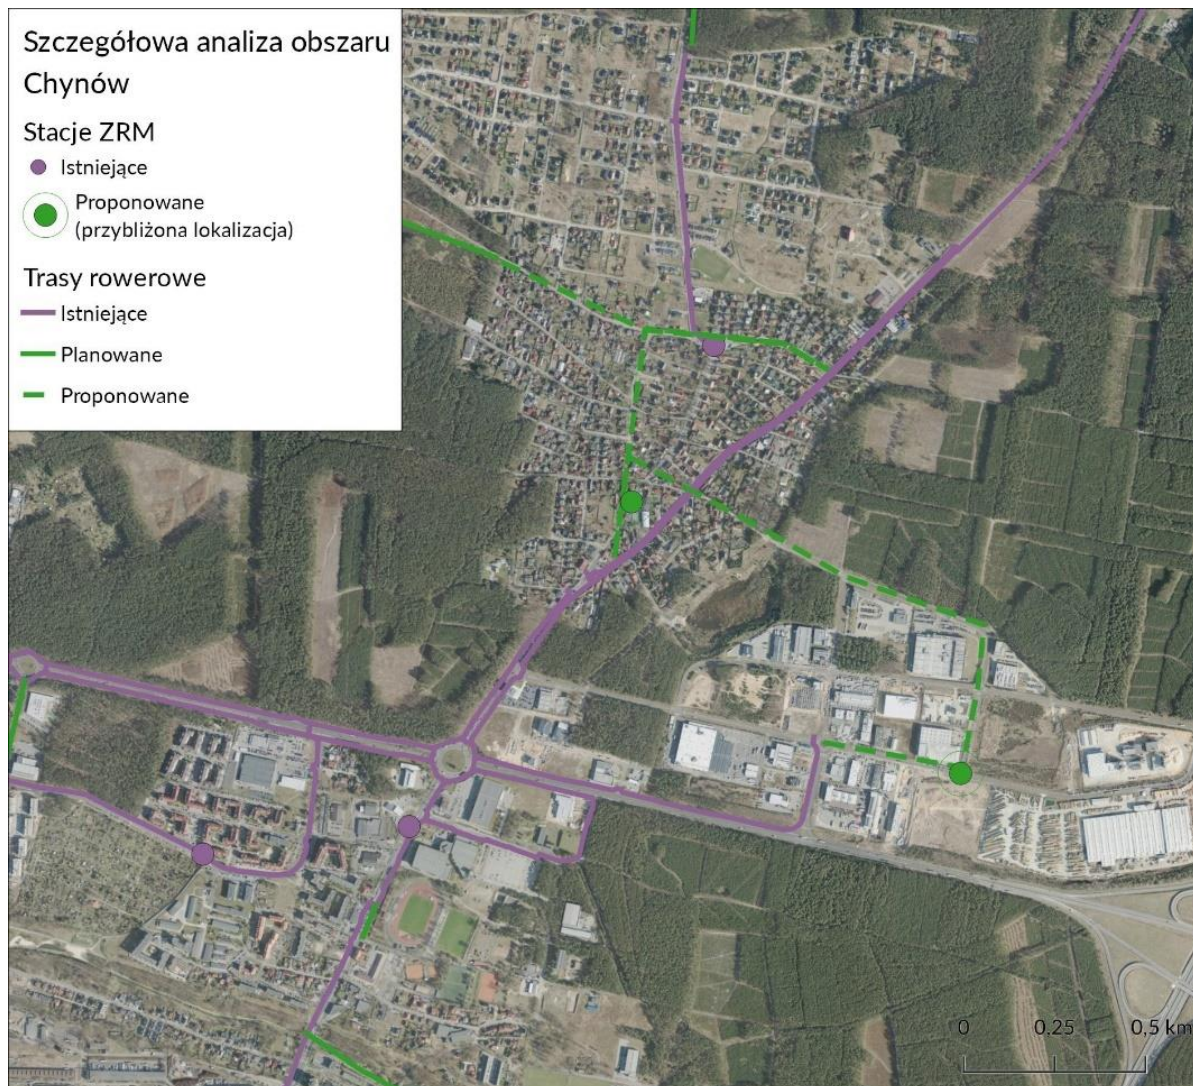 Szczegółowa analiza obszaru
Chynów
Stacje ZRM
Istniejące
Proponowane
(przybliżona lokalizacja)
Trasy rowerowe
Istniejące
Planowane
Proponowane
0 0.25 0,5 km